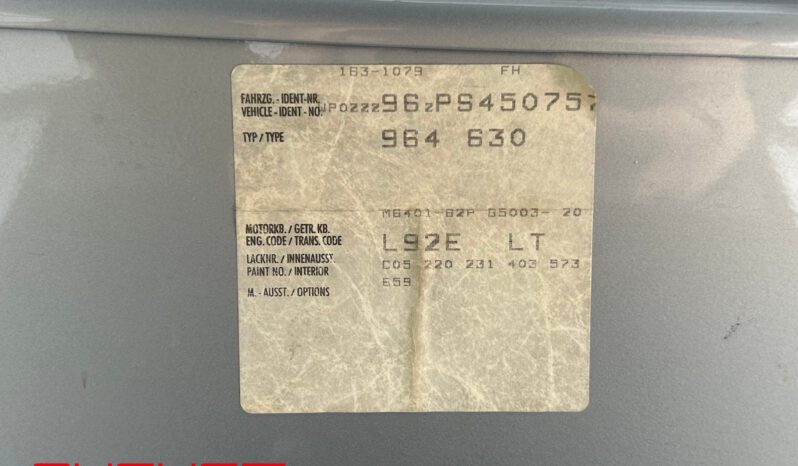 183-1079 FH
FAHRZG. - IDENT-NR.
VEHICLE - IDENT - NO. WP0ZZZ96ZPS450757
TYP / TYPE 964 630
M6401-82P G5003- 20
MOTORKB. / GETR. KB.
ENG. CODE / TRANS. CODE L92E LT
LACKNR. / INNENAUSST.
PAINT NO. / INTERIOR C05 220 231 403 573
M. - AUSST. / OPTIONS 659